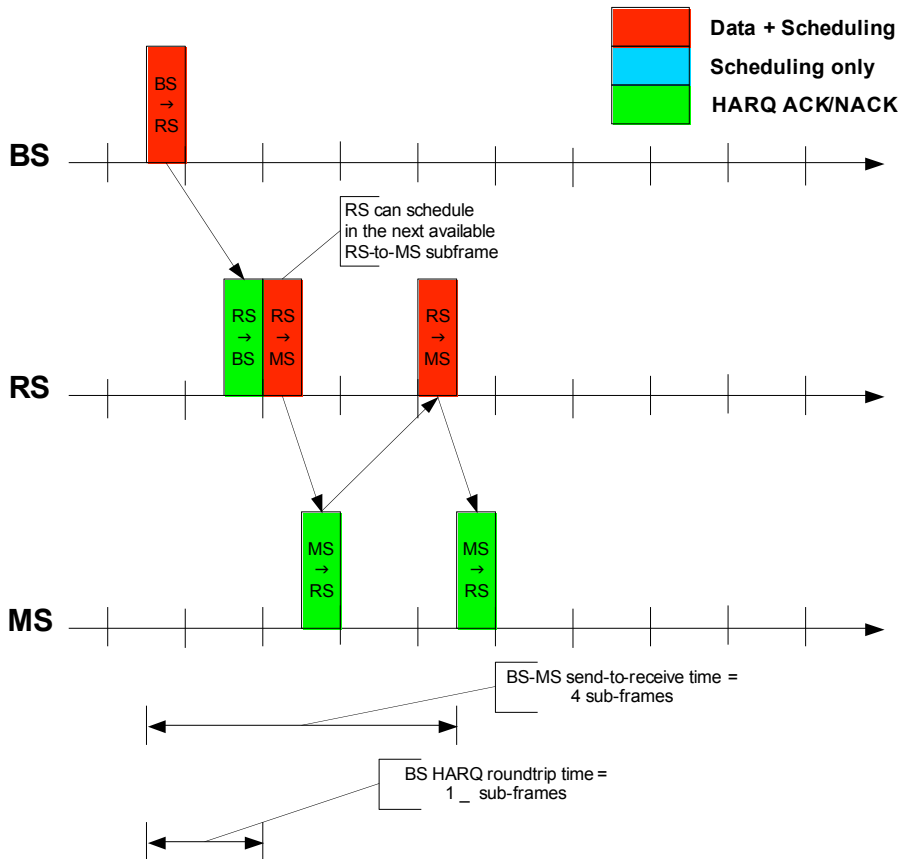 Data + Scheduling
Scheduling only
HARQ ACK/NACK
BS
→
RS
BS
RS can schedule
in the next available
RS-to-MS subframe
RS
→
BS
RS
→
MS
RS
→
MS
RS
MS
→
RS
MS
→
RS
MS
BS-MS send-to-receive time =
4 sub-frames
BS HARQ roundtrip time =
1 _ sub-frames